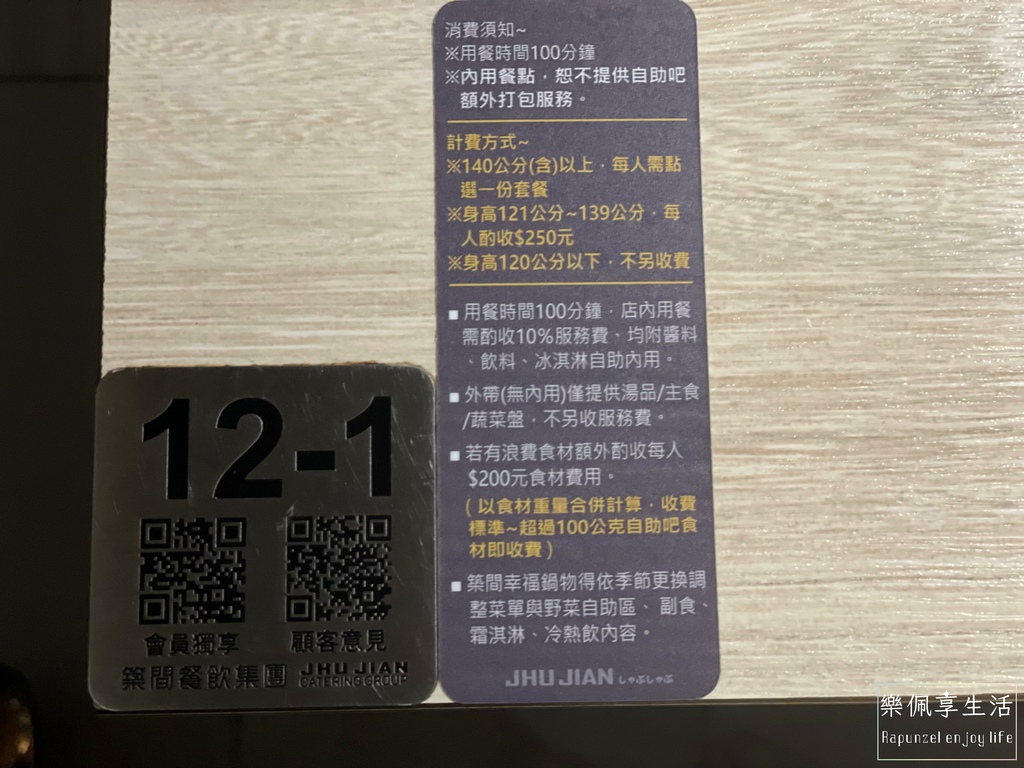 消費須知~
※用餐時間100分鐘
※內用餐點，恕不提供自助吧
額外打包服務。
計費方式~
※140公分(含)以上，每人需點
選一份套餐
※身高121公分~139公分，每
人酌收$250元
※身高120公分以下，不另收費
■ 用餐時間100分鐘，店內用餐
需酌收10%服務費、均附醬料
、飲料、冰淇淋自助內用。
■ 外帶(無內用)僅提供湯品/主食
/蔬菜盤，不另收服務費。
■ 若有浪費食材額外酌收每人
$200元食材費用。
(以食材重量合併計算，收費
標準~超過100公克自助吧食
材即收費)
■ 築間幸福鍋物得依季節更換調
整菜單與野菜自助區、副食、
霜淇淋、冷熱飲內容。
JHU JIAN しゃぶしゃぶ
12-1
會員獨享 顧客意見
築間餐飲集團 JHU JIAN CATERING GROUP
樂佩享生活
Rapunzel enjoy life